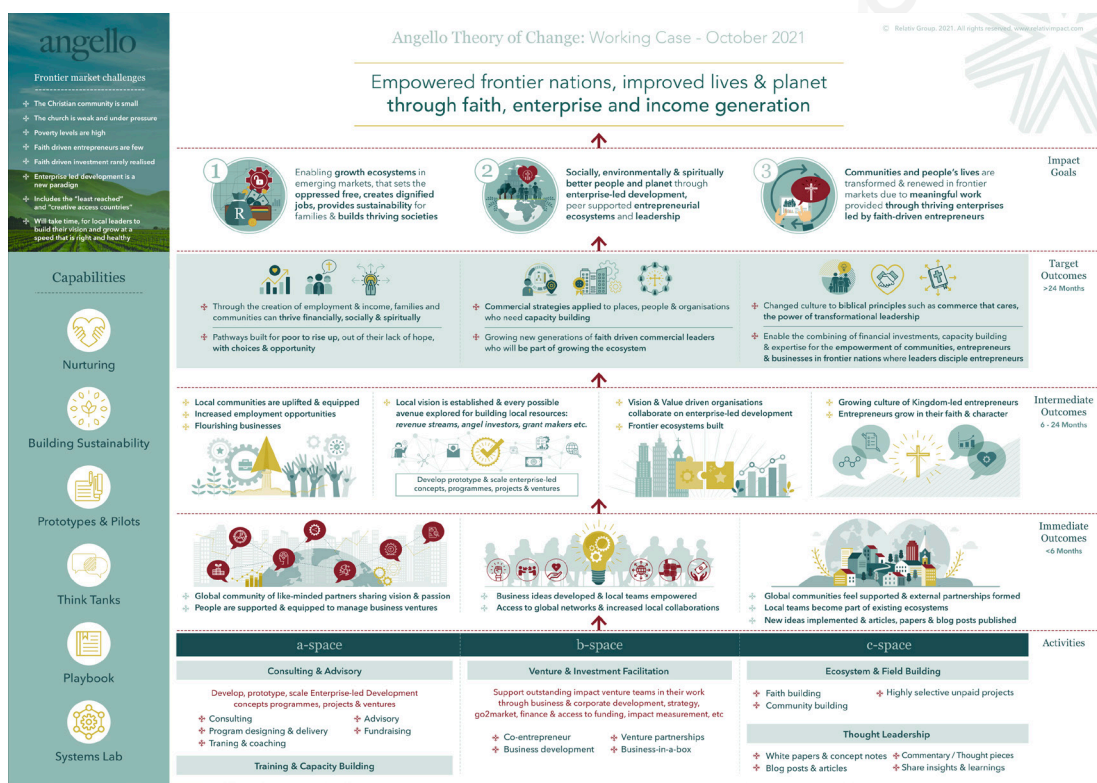 angello
Frontier market challenges
The Christian community is small
The church is weak and under pressure
Poverty levels are high
Faith driven entrepreneurs are few
Faith driven investment rarely realised
Enterprise led development is a
new paradigm
Includes the "least reached"
and "creative access countries"
Will take time, for local leaders to
build their vision and grow at a
speed that is right and healthy
Capabilities
Nurturing
Building Sustainability
Prototypes & Pilots
Think Tanks
Playbook
Systems Lab
© Relativ Group. 2021. All rights reserved. www.relativimpact.com
Angello Theory of Change: Working Case - October 2021
Empowered frontier nations, improved lives & planet
through faith, enterprise and income generation
Impact
Goals
1
R
Enabling growth ecosystems in
emerging markets, that sets the
oppressed free, creates dignified
jobs, provides sustainability for
families & builds thriving societies
2
Socially, environmentally & spiritually
better people and planet through
enterprise-led development,
peer supported entrepreneurial
ecosystems and leadership
3
Communities and people's lives are
transformed & renewed in frontier
markets due to meaningful work
provided through thriving enterprises
led by faith-driven entrepreneurs
Target
Outcomes
>24 Months
Through the creation of employment & income, families and
communities can thrive financially, socially & spiritually
Pathways built for poor to rise up, out of their lack of hope,
with choices & opportunity
Commercial strategies applied to places, people & organisations
who need capacity building
Growing new generations of faith driven commercial leaders
who will be part of growing the ecosystem
Changed culture to biblical principles such as commerce that cares,
the power of transformational leadership
Enable the combining of financial investments, capacity building
& expertise for the empowerment of communities, entrepreneurs
& businesses in frontier nations where leaders disciple entrepreneurs
Intermediate
Outcomes
6 - 24 Months
Local communities are uplifted & equipped
Increased employment opportunities
Flourishing businesses
Local vision is established & every possible
avenue explored for building local resources:
revenue streams, angel investors, grant makers etc.
Develop prototype & scale enterprise-led
concepts, programmes, projects & ventures
Vision & Value driven organisations
collaborate on enterprise-led development
Frontier ecosystems built
Growing culture of Kingdom-led entrepreneurs
Entrepreneurs grow in their faith & character
Immediate
Outcomes
<6 Months
Global community of like-minded partners sharing vision & passion
People are supported & equipped to manage business ventures
Business ideas developed & local teams empowered
Access to global networks & increased local collaborations
Global communities feel supported & external partnerships formed
Local teams become part of existing ecosystems
New ideas implemented & articles, papers & blog posts published
Activities
a-space
Consulting & Advisory
Develop, prototype, scale Enterprise-led Development
concepts programmes, projects & ventures
Consulting
Advisory
Program designing & delivery
Fundraising
Traning & coaching
Training & Capacity Building
b-space
Venture & Investment Facilitation
Support outstanding impact venture teams in their work
through business & corporate development, strategy,
go2market, finance & access to funding, impact measurement, etc
Co-entrepreneur
Venture partnerships
Business development
Business-in-a-box
c-space
Ecosystem & Field Building
Faith building
Highly selective unpaid projects
Community building
Thought Leadership
White papers & concept notes
Commentary / Thought pieces
Blog posts & articles
Share insights & learnings